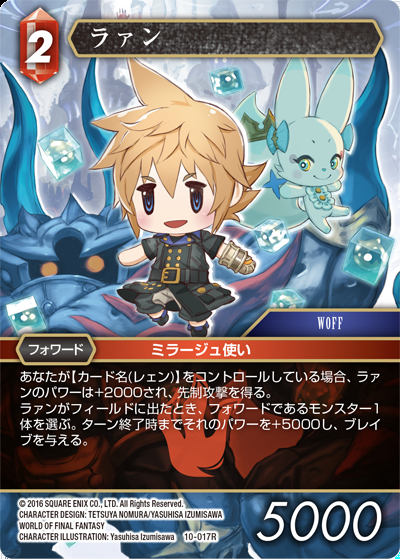 2
ラァン
WOFF
フォワード
ミラージュ使い
あなたが【カード名(レェン)】をコントロールしている場合、ラァ
ンのパワーは+2000され、先制攻撃を得る。
ラァンがフィールドに出たとき、フォワードであるモンスター1
体を選ぶ。ターン終了時までそのパワーを+5000し、ブレイ
ブを与える。
© 2016 SQUARE ENIX CO., LTD. All Rights Reserved.
CHARACTER DESIGN: TETSUYA NOMURA/YASUHISA IZUMISAWA
WORLD OF FINAL FANTASY
CHARACTER ILLUSTRATION: Yasuhisa Izumisawa 10-017R
5000